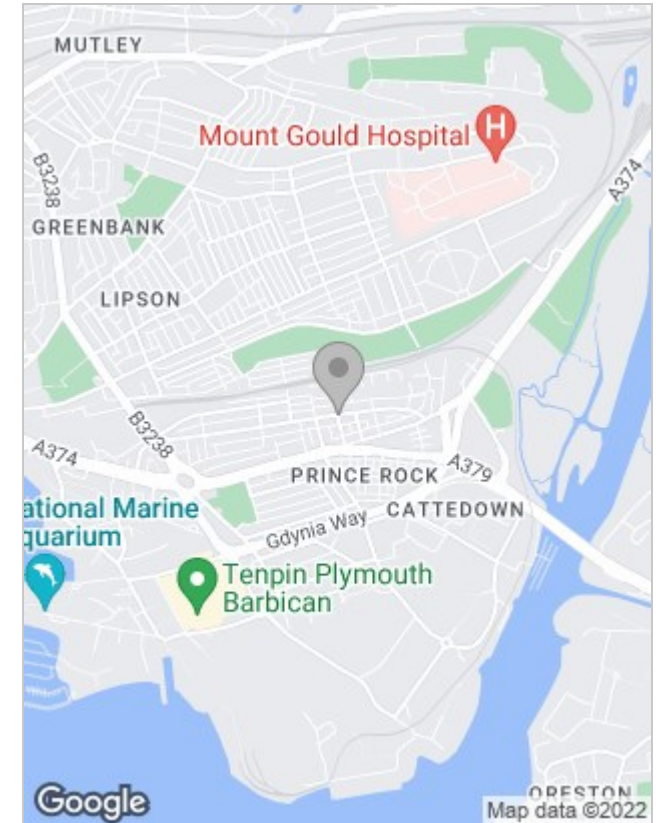 MUTLEY
Mount Gould Hospital
H
A374
B3238
GREENBANK
LIPSON
B3238
A374
PRINCE ROCK
A379
ational Marine
quarium
Gdynia Way
CATTEDOWN
Tenpin Plymouth
Barbican
ORESTON
Google
Map data ©2022